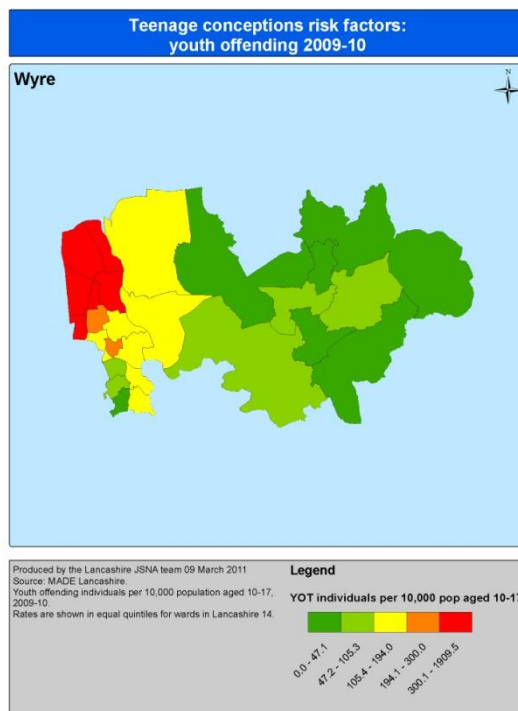 Teenage conceptions risk factors:
youth offending 2009-10
Wyre
N
Produced by the Lancashire JSNA team 09 March 2011
Source: MADE Lancashire.
Youth offending individuals per 10,000 population aged 10-17,
2009-10.
Rates are shown in equal quintiles for wards in Lancashire 14.
Legend
YOT individuals per 10,000 pop aged 10-17
0.0 - 47.1
47.2 - 105.3
105.4 - 194.0
194.1 - 300.0
300.1 - 1909.5